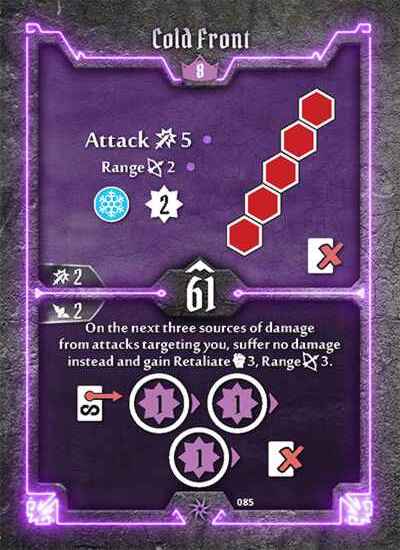 Cold Front
8
Attack 5
Range 2
2
2
61
2
On the next three sources of damage
from attacks targeting you, suffer no damage
instead and gain Retaliate 3, Range 3.
1 1
1
085